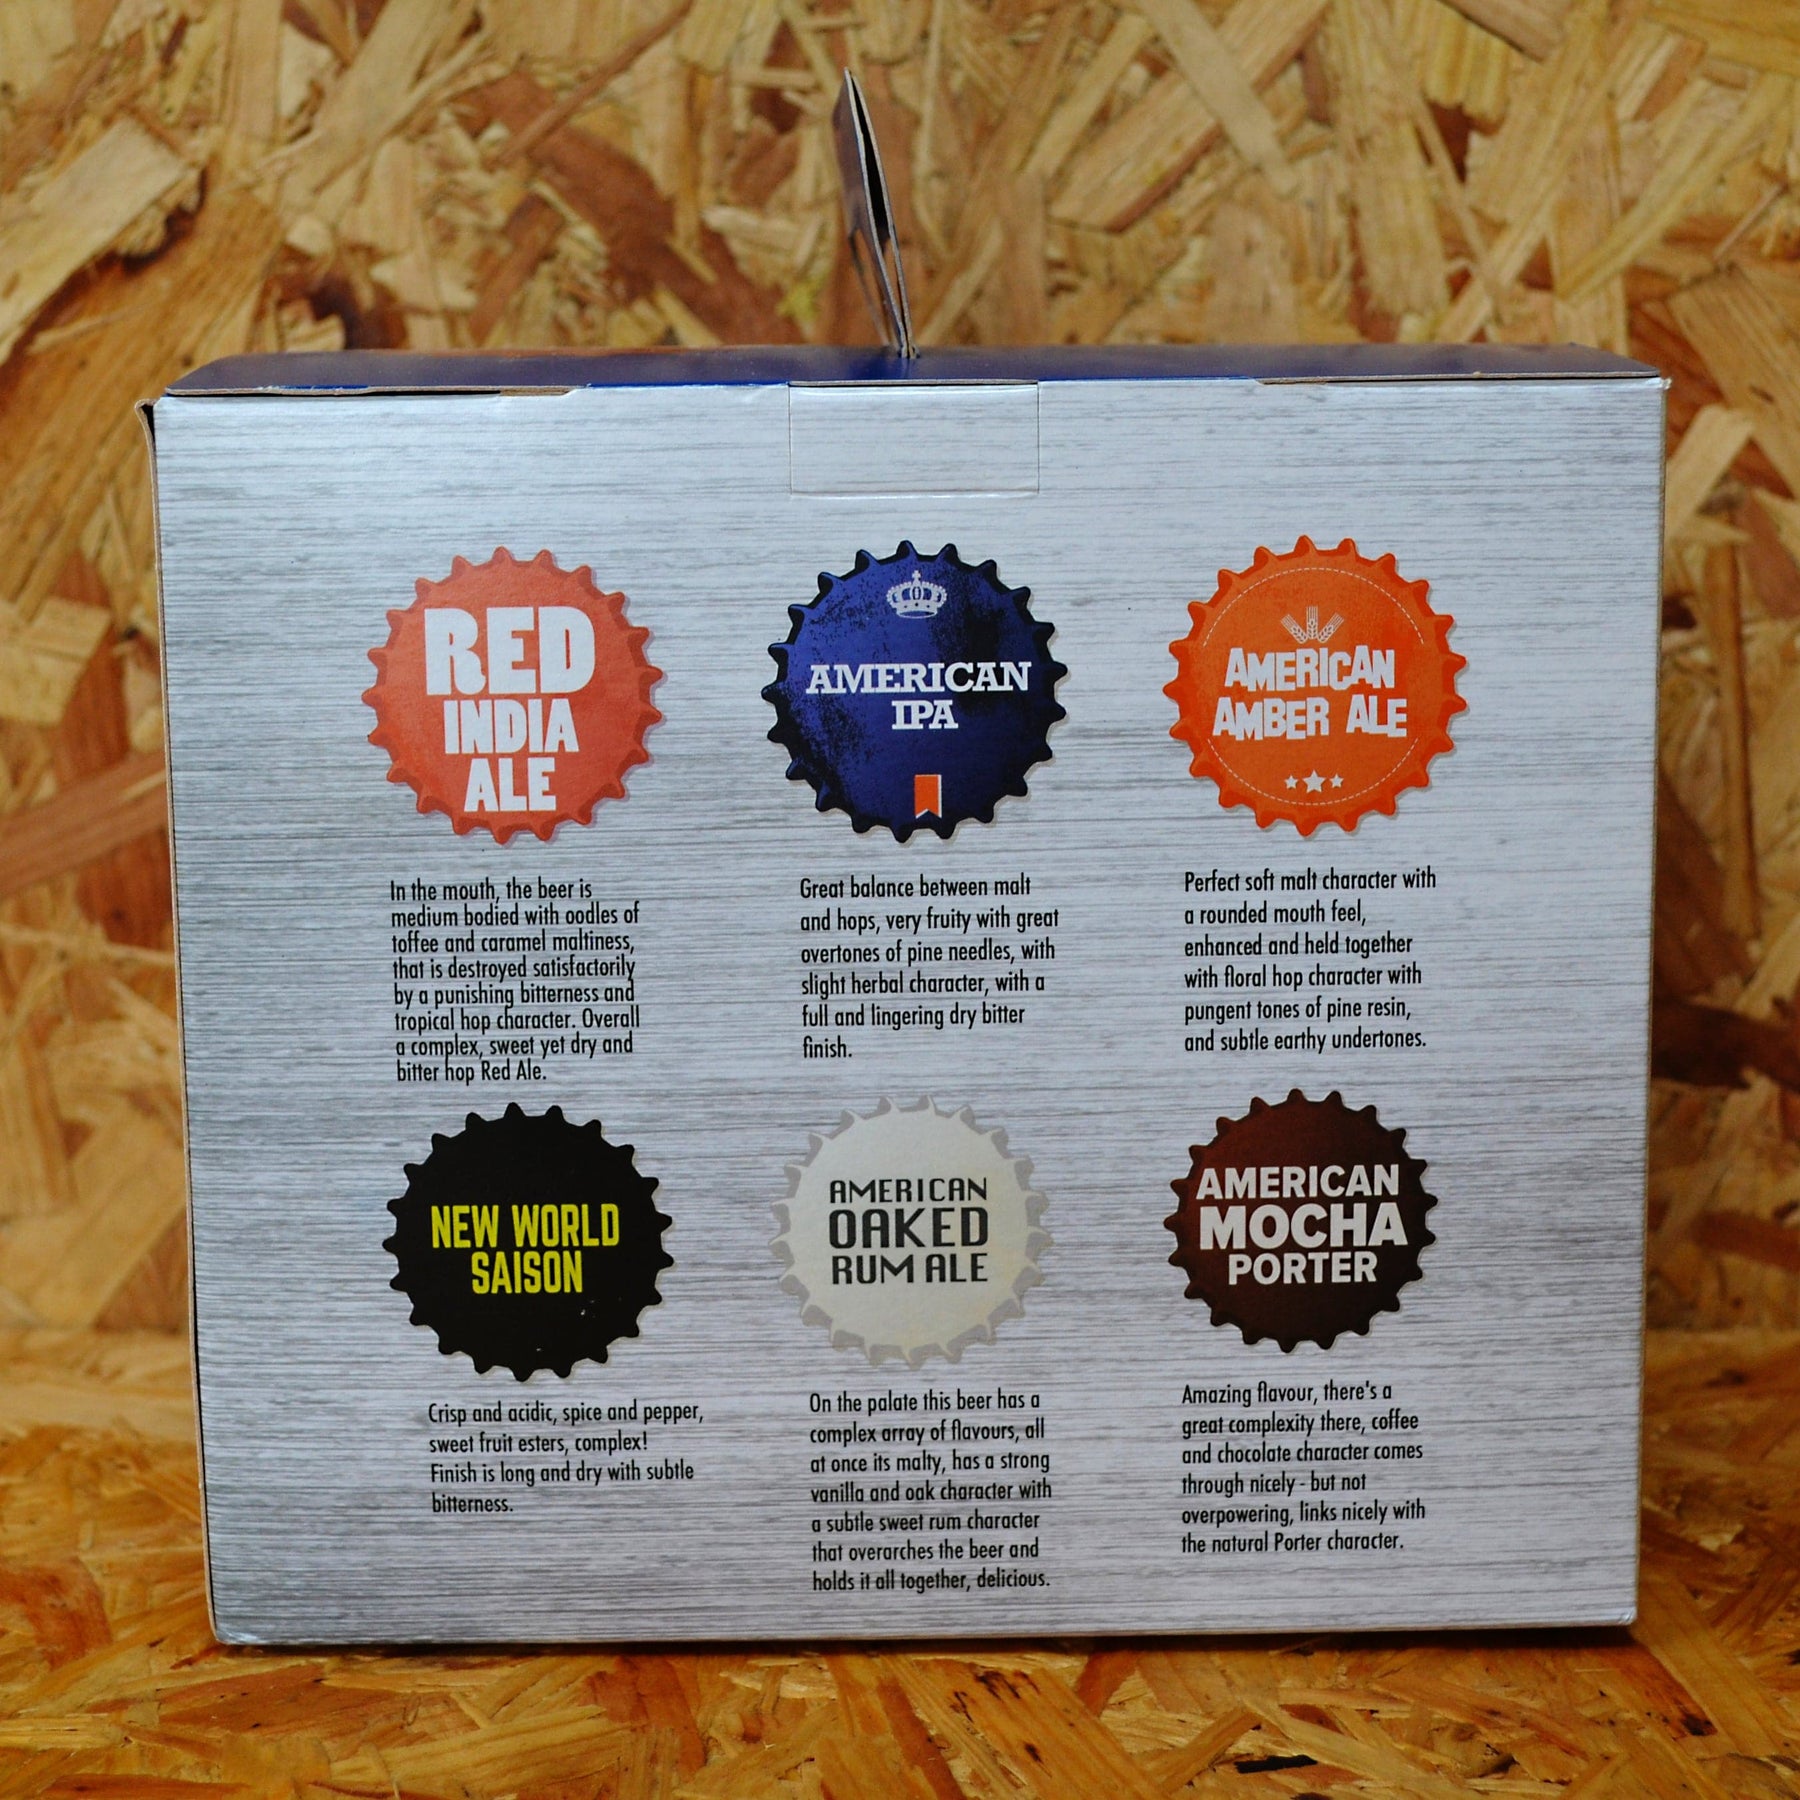 RED
INDIA
ALE
In the mouth, the beer is
medium bodied with oodles of
toffee and caramel maltiness,
that is destroyed satisfactorily
by a punishing bitterness and
tropical hop character. Overall
a complex, sweet yet dry and
bitter hop Red Ale.
AMERICAN
IPA
Great balance between malt
and hops, very fruity with great
overtones of pine needles, with
slight herbal character, with a
full and lingering dry bitter
finish.
AMERICAN
AMBER ALE
Perfect soft malt character with
a rounded mouth feel,
enhanced and held together
with floral hop character with
pungent tones of pine resin,
and subtle earthy undertones.
NEW WORLD
SAISON
Crisp and acidic, spice and pepper,
sweet fruit esters, complex!
Finish is long and dry with subtle
bitterness.
AMERICAN
OAKED
RUM ALE
On the palate this beer has a
complex array of flavours, all
at once its malty, has a strong
vanilla and oak character with
a subtle sweet rum character
that overarches the beer and
holds it all together, delicious.
AMERICAN
MOCHA
PORTER
Amazing flavour, there's a
great complexity there, coffee
and chocolate character comes
through nicely - but not
overpowering, links nicely with
the natural Porter character.